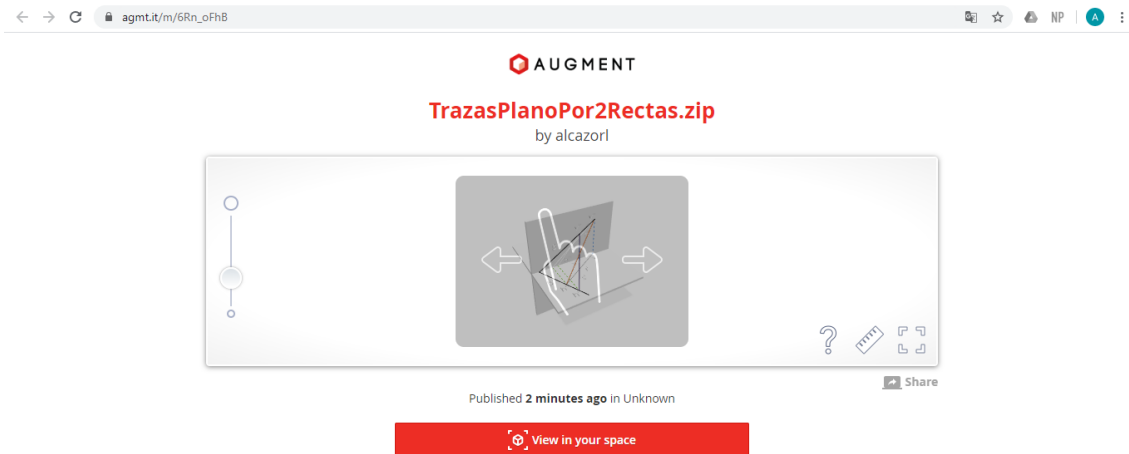 agmt.it/m/6Rn_oFhB
NP
A
AUGMENT
TrazasPlanoPor2Rectas.zip
by alcazorl
?
Share
Published 2 minutes ago in Unknown
View in your space